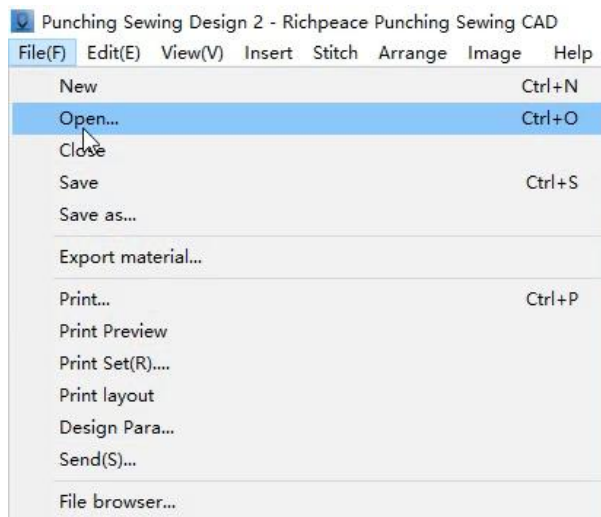 Punching Sewing Design 2 - Richpeace Punching Sewing CAD
File(F) Edit(E) View(V) Insert Stitch Arrange Image Help
New Ctrl+N
Open... Ctrl+O
Close
Save Ctrl+S
Save as...
Export material...
Print... Ctrl+P
Print Preview
Print Set(R)....
Print layout
Design Para...
Send(S)...
File browser...